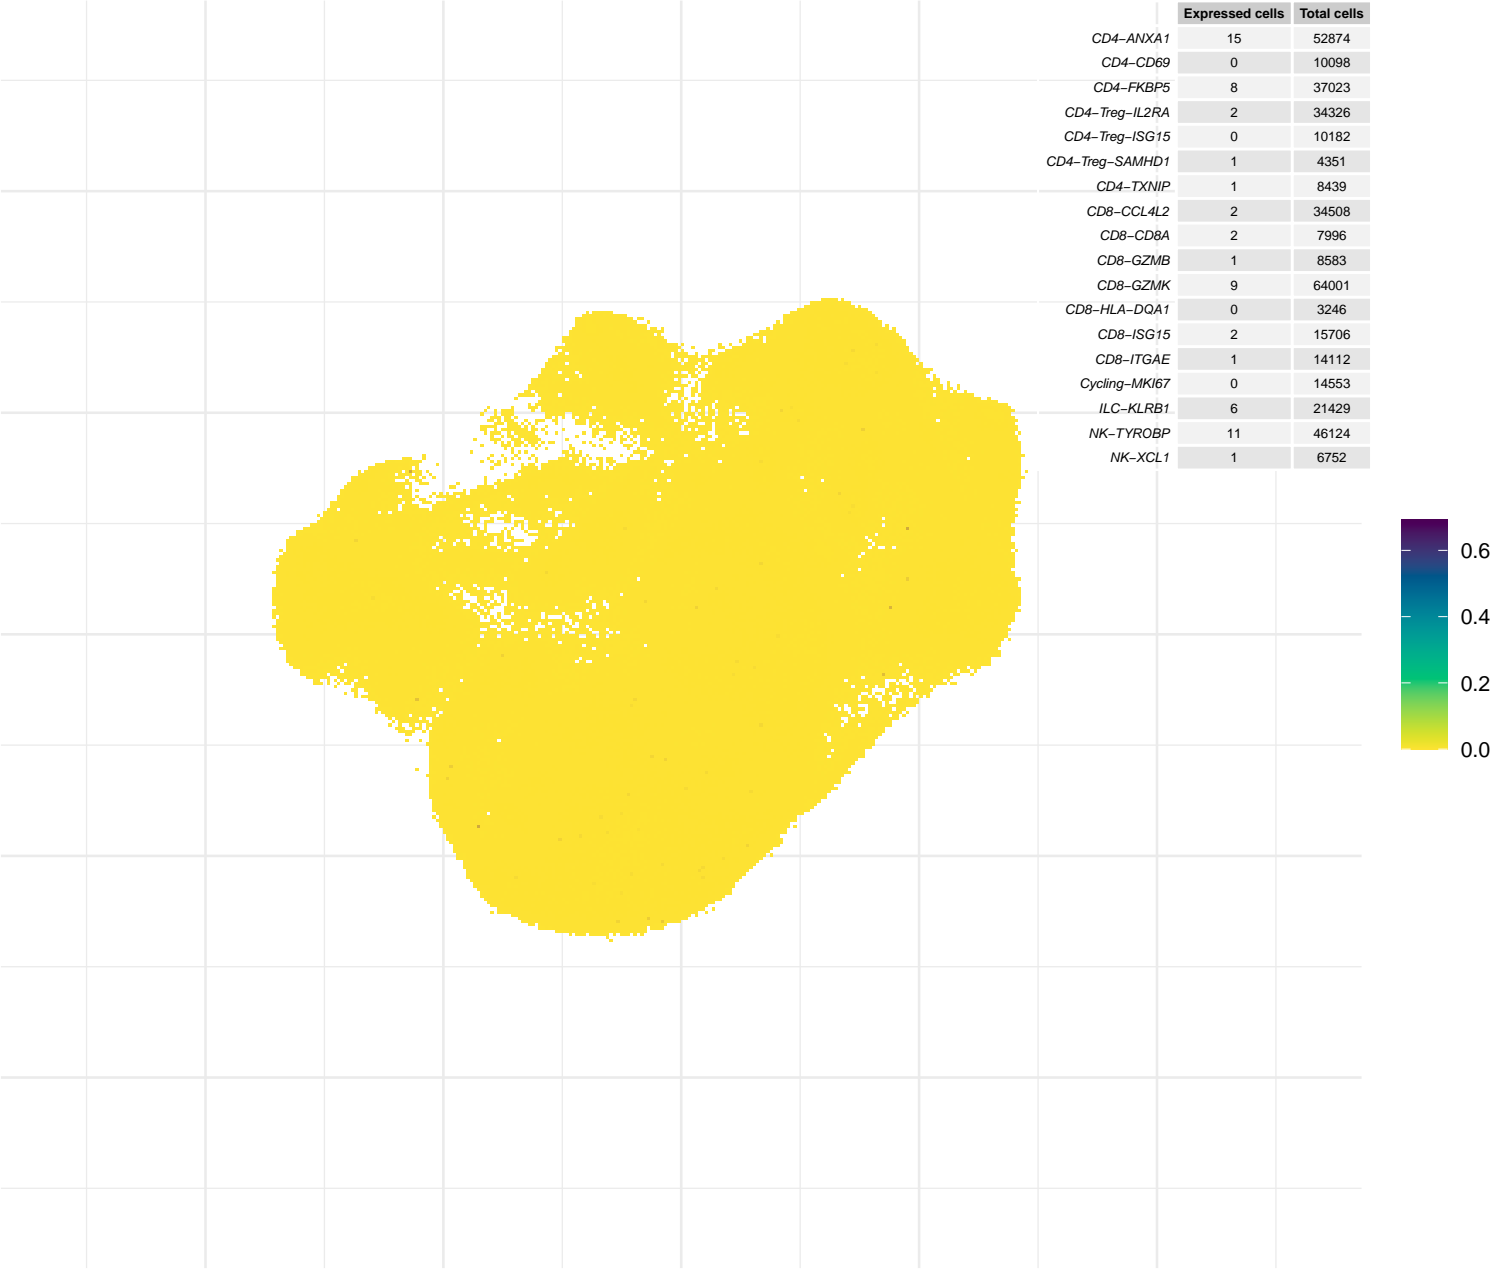 Expressed cells Total cells
CD4−ANXA1 15 52874
CD4−CD69 0 10098
CD4−FKBP5 8 37023
CD4−Treg−IL2RA 2 34326
CD4−Treg−ISG15 0 10182
CD4−Treg−SAMHD1 1 4351
CD4−TXNIP 1 8439
CD8−CCL4L2 2 34508
CD8−CD8A 2 7996
CD8−GZMB 1 8583
CD8−GZMK 9 64001
CD8−HLA−DQA1 0 3246
CD8−ISG15 2 15706
CD8−ITGAE 1 14112
Cycling−MKI67 0 14553
ILC−KLRB1 6 21429
NK−TYROBP 11 46124
NK−XCL1 1 6752
0.6
0.4
0.2
0.0